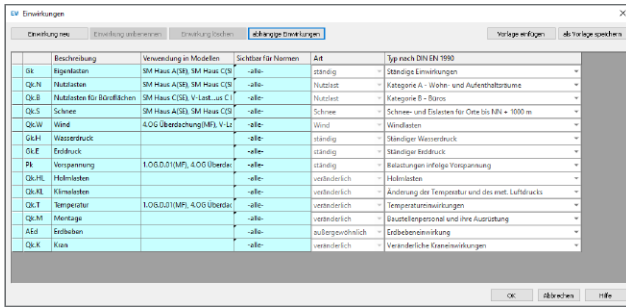 EW Einwirkungen
Einwirkung neu Einwirkung umbenennen Einwirkung löschen abhängige Einwirkungen Vorlage einfügen als Vorlage speichern
Beschreibung Verwendung in Modellen Sichtbar für Normen Art Typ nach DIN EN 1990
Gk Eigenlasten SM Haus A(SE), SM Haus C(SE -alle- ständig Ständige Einwirkungen
Qk.N Nutzlasten SM Haus A(SE), SM Haus C(SE -alle- Nutzlast Kategorie A - Wohn- und Aufenthaltsräume
Qk.B Nutzlasten für Büroflächen SM Haus C(SE), V-Last...us C -alle- Nutzlast Kategorie B - Büros
Qk.S Schnee SM Haus A(SE), SM Haus C(SE -alle- Schnee Schnee- und Eislasten für Orte bis NN + 1000 m
Qk.W Wind 4.OG Überdachung(MF), V-La -alle- Wind Windlasten
Gk.H Wasserdruck -alle- ständig Ständiger Wasserdruck
Gk.E Erddruck -alle- ständig Ständiger Erddruck
Pk Vorspannung 1.OG.D.01(MF), 4.OG Überdac -alle- ständig Belastungen infolge Vorspannung
Qk.HL Holmlasten -alle- veränderlich Holmlasten
Qk.KL Klimalasten -alle- veränderlich Änderung der Temperatur und des met. Luftdrucks
Qk.T Temperatur 1.OG.D.01(MF), 4.OG Überdac -alle- veränderlich Temperatureinwirkungen
Qk.M Montage -alle- veränderlich Baustellenpersonal und ihre Ausrüstung
AEd Erdbeben -alle- außergewöhnlich Erdbebeneinwirkung
Qk.K Kran -alle- veränderlich Veränderliche Kraneinwirkungen
OK Abbrechen Hilfe